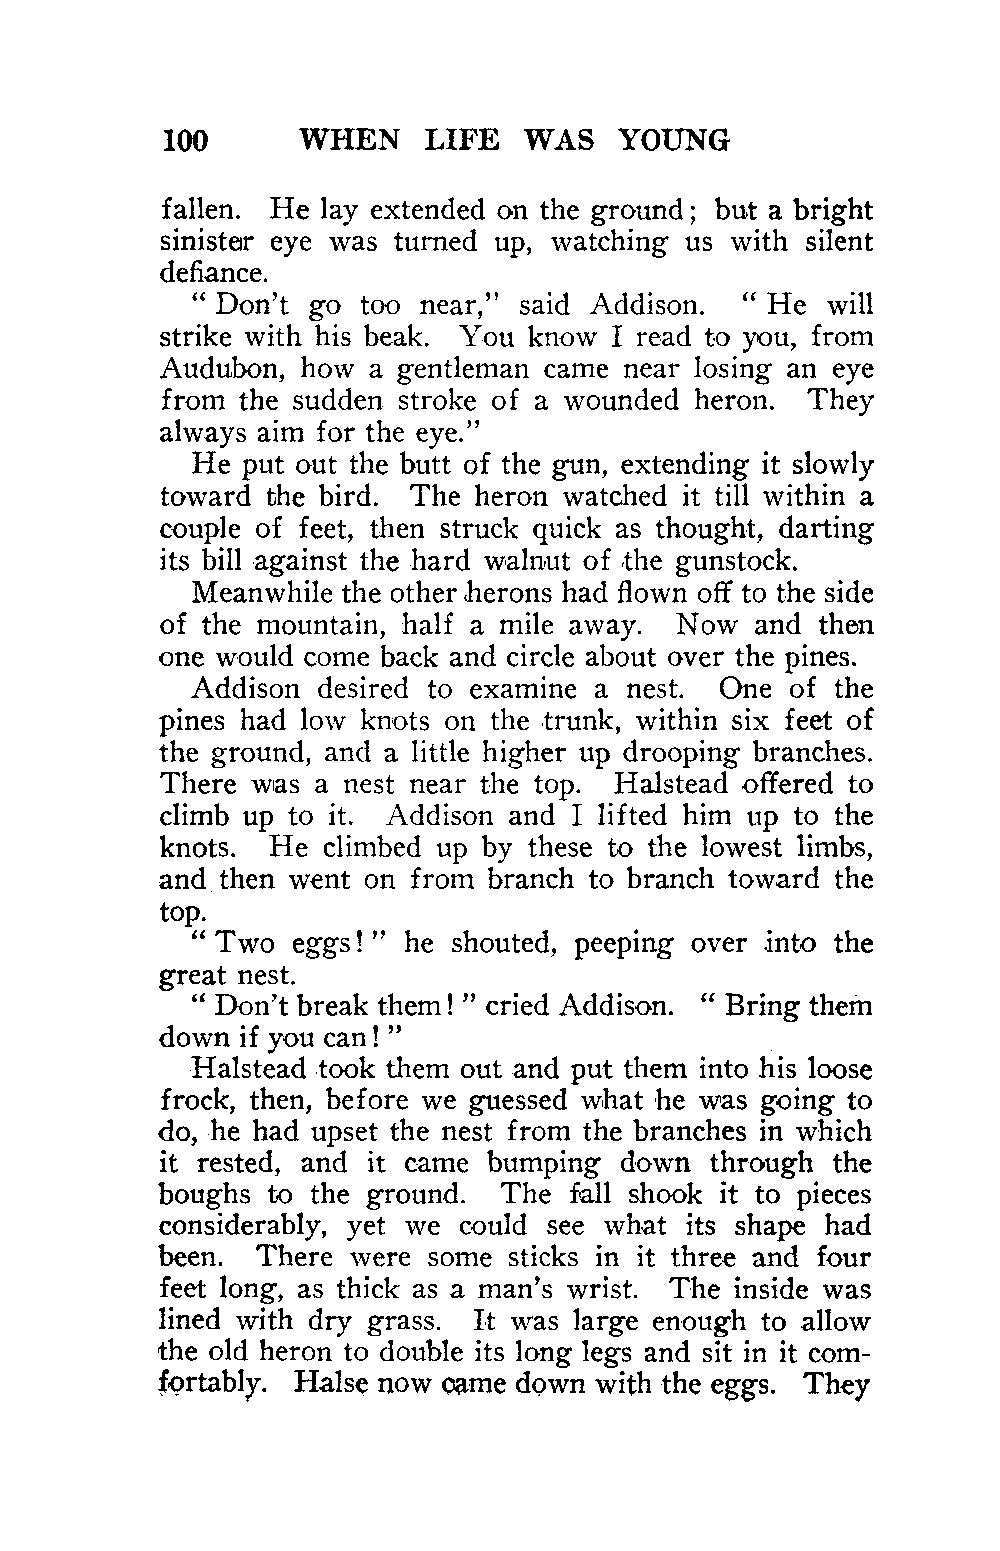 100 WHEN LIFE WAS YOUNG
fallen. He lay extended on the ground; but a bright
sinister eye was turned up, watching us with silent
defiance.
“ Don't go too near,” said Addison. “ He will
strike with his beak. You know I read to you, from
Audubon, how a gentleman came near losing an eye
from the sudden stroke of a wounded heron. They
always aim for the eye.”
He put out the butt of the gun, extending it slowly
toward the bird. The heron watched it till within a
couple of feet, then struck quick as thought, darting
its bill against the hard walnut of the gunstock.
Meanwhile the other herons had flown off to the side
of the mountain, half a mile away. Now and then
one would come back and circle about over the pines.
Addison desired to examine a nest. One of the
pines had low knots on the trunk, within six feet of
the ground, and a little higher up drooping branches.
There was a nest near the top. Halstead offered to
climb up to it. Addison and I lifted him up to the
knots. He climbed up by these to the lowest limbs,
and then went on from branch to branch toward the
top.
“ Two eggs! ” he shouted, peeping over into the
great nest.
“ Don't break them! ” cried Addison. “ Bring them
down if you can! ”
Halstead took them out and put them into his loose
frock, then, before we guessed what he was going to
do, he had upset the nest from the branches in which
it rested, and it came bumping down through the
boughs to the ground. The fall shook it to pieces
considerably, yet we could see what its shape had
been. There were some sticks in it three and four
feet long, as thick as a man's wrist. The inside was
lined with dry grass. It was large enough to allow
the old heron to double its long legs and sit in it com-
fortably. Halse now came down with the eggs. They